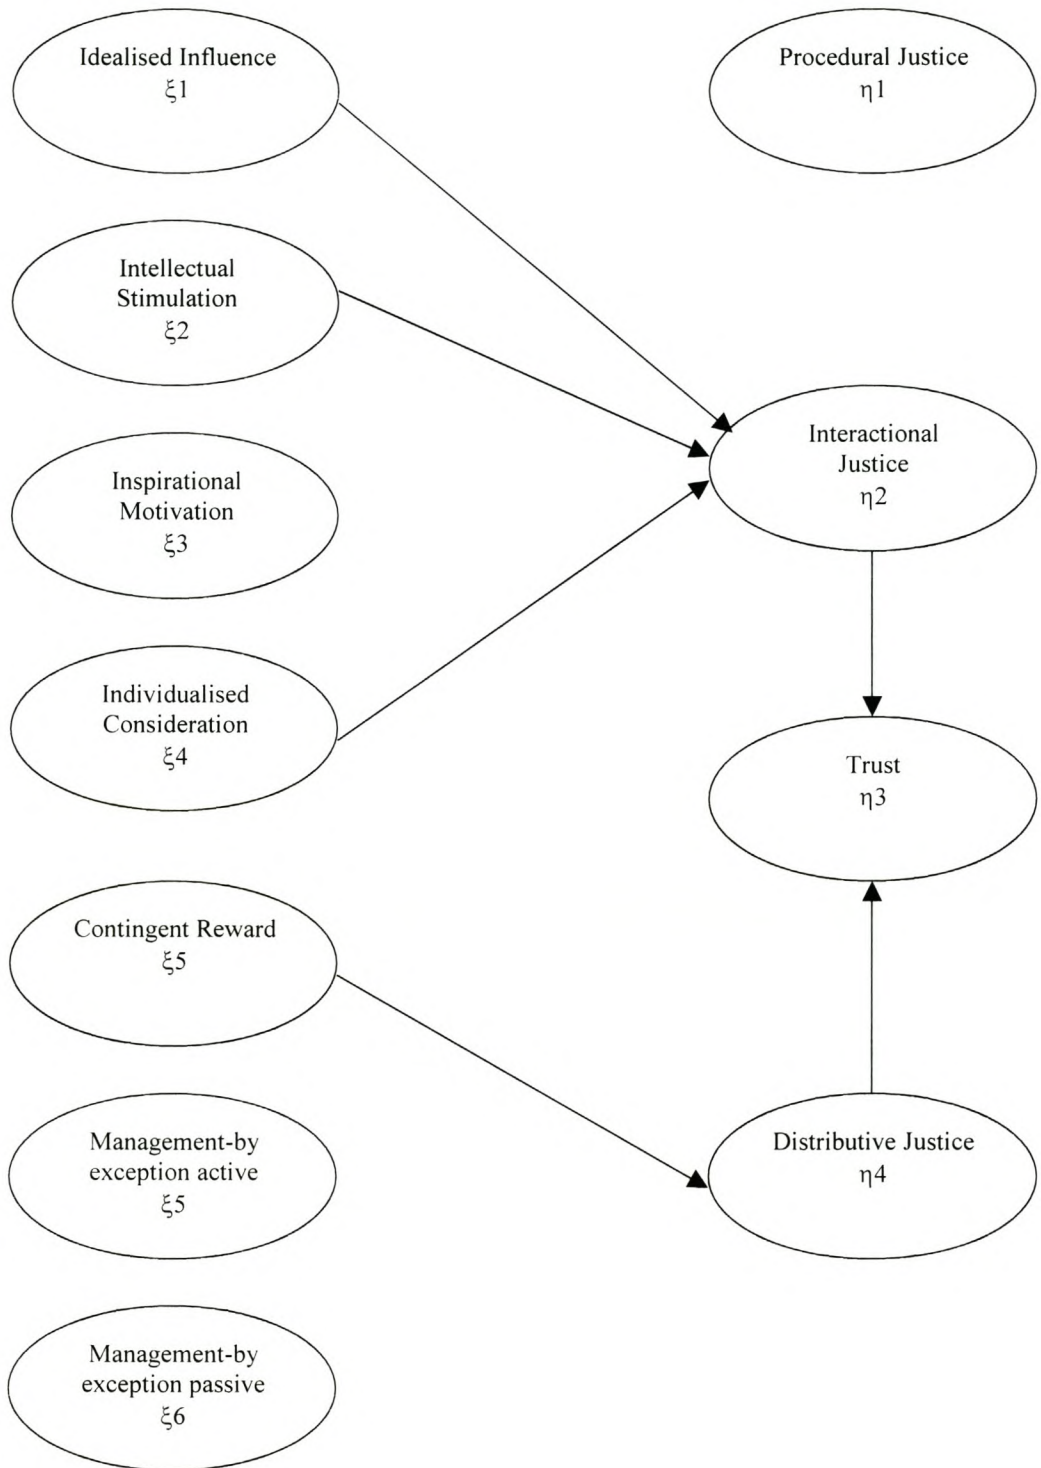 Idealised Influence
ξ1
Procedural Justice
η1
Intellectual
Stimulation
ξ2
Inspirational
Motivation
ξ3
Interactional
Justice
η2
Individualised
Consideration
ξ4
Trust
η3
Contingent Reward
ξ5
Management-by
exception active
ξ5
Distributive Justice
η4
Management-by
exception passive
ξ6